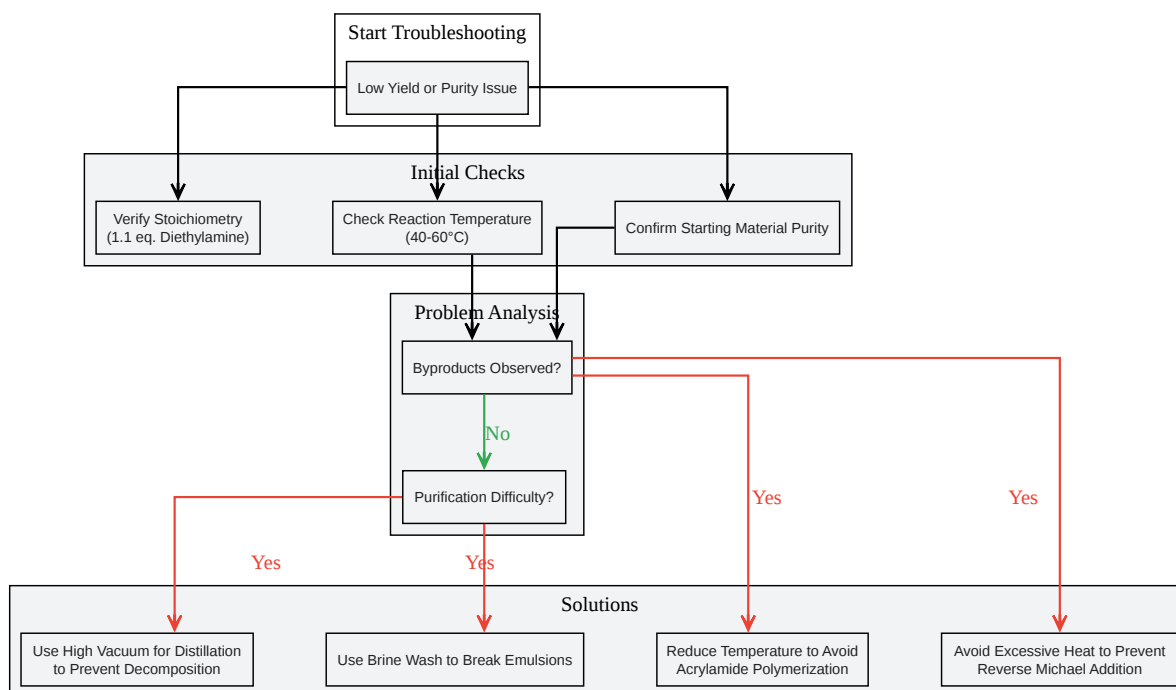 Start Troubleshooting
Low Yield or Purity Issue
Initial Checks
Verify Stoichiometry
(1.1 eq. Diethylamine)
Check Reaction Temperature
(40-60°C)
Confirm Starting Material Purity
Problem Analysis
Byproducts Observed?
No
Purification Difficulty?
Yes
Yes
Yes
Yes
Solutions
Use High Vacuum for Distillation
to Prevent Decomposition
Use Brine Wash to Break Emulsions
Reduce Temperature to Avoid
Acrylamide Polymerization
Avoid Excessive Heat to Prevent
Reverse Michael Addition